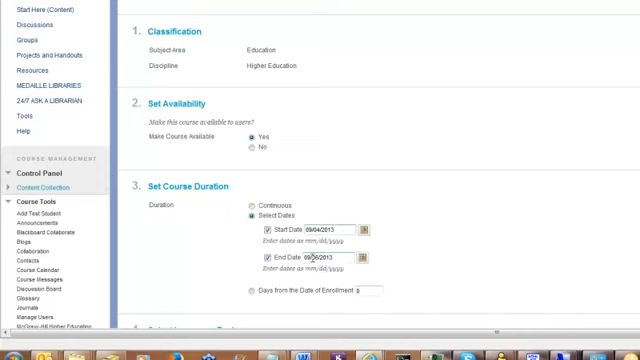 Start Here (Content)
Discussions
Groups
Projects and Handouts
Resources
MEDAILLE LIBRARIES
24/7 ASK A LIBRARIAN
Tools
Help
COURSE MANAGEMENT
Control Panel
Content Collection
Course Tools
Add Test Student
Announcements
Blackboard Collaborate
Blogs
Collaboration
Contacts
Course Calendar
Course Messages
Discussion Board
Glossary
Journals
Manage Users
McGraw-Hill Higher Education
1. Classification
Subject Area Education
Discipline Higher Education
2. Set Availability
Make this course available to users?
Make Course Available Yes
No
3. Set Course Duration
Duration Continuous
Select Dates
Start Date 09/04/2013
Enter dates as mm/dd/yyyy
End Date 09/06/2013
Enter dates as mm/dd/yyyy
Days from the Date of Enrollment 0